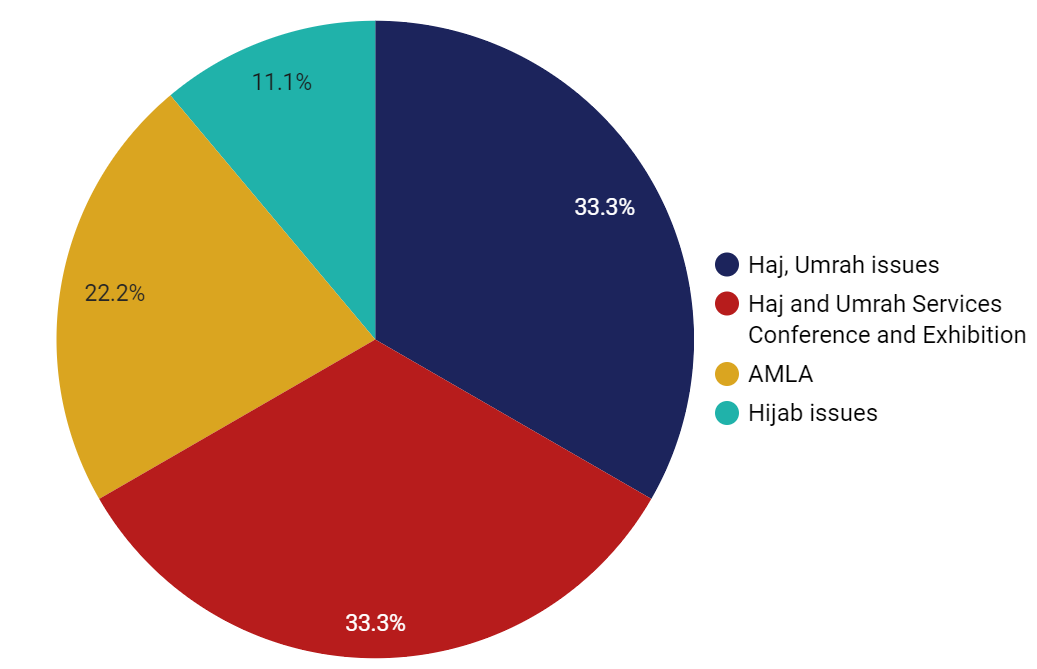 11.1%
33.3%
22.2%
33.3%
Haj, Umrah issues
Haj and Umrah Services
Conference and Exhibition
AMLA
Hijab issues